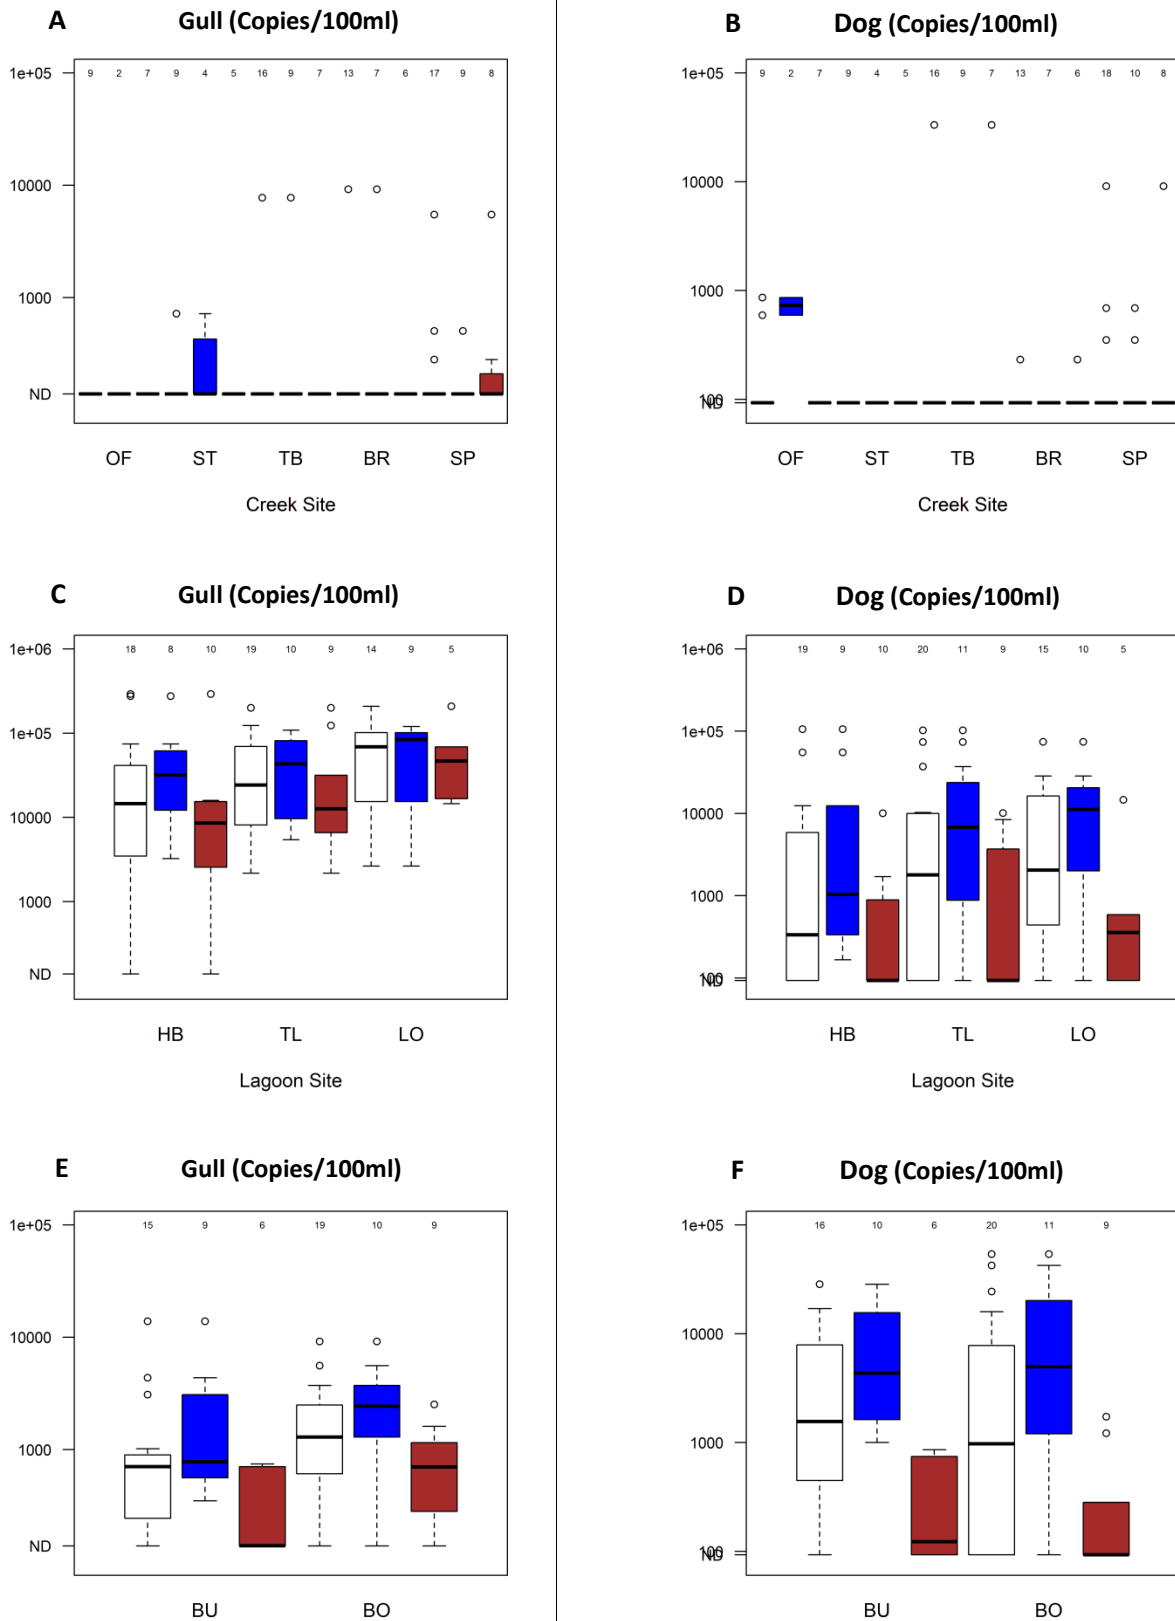 A Gull (Copies/100ml)
1e+05 9 2 7 9 4 5 16 9 7 13 7 6 17 9 8
10000
1000
ND
OF ST TB BR SP
Creek Site
B Dog (Copies/100ml)
1e+05 9 2 7 9 4 5 16 9 7 13 7 6 18 10 8
10000
1000
100
ND
OF ST TB BR SP
Creek Site
C Gull (Copies/100ml)
1e+06 18 8 10 19 10 9 14 9 5
1e+05
10000
1000
ND
HB TL LO
Lagoon Site
D Dog (Copies/100ml)
1e+06 19 9 10 20 11 9 15 10 5
1e+05
10000
1000
100
ND
HB TL LO
Lagoon Site
E Gull (Copies/100ml)
1e+05 15 9 6 19 10 9
10000
1000
ND
BU BO
F Dog (Copies/100ml)
1e+05 16 10 6 20 11 9
10000
1000
100
ND
BU BO